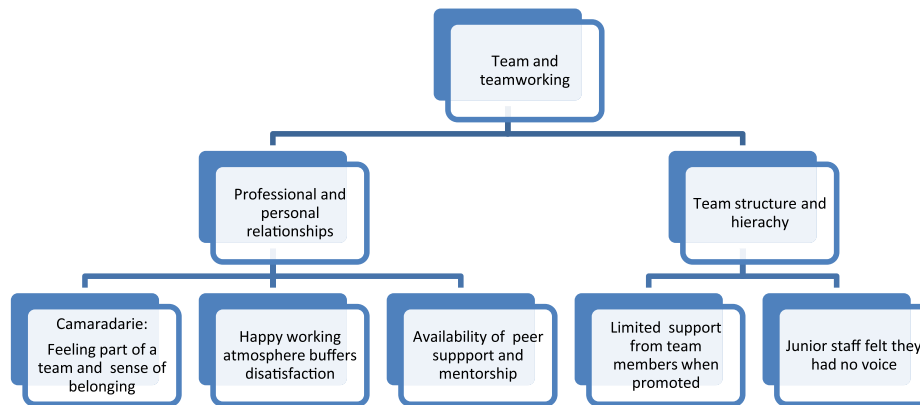 Team and
teamworking
Professional and
personal
relationships
Team structure and
hierachy
Camaradarie:
Feeling part of a
team and sense of
belonging
Happy working
atmosphere buffers
disatisfaction
Availability of peer
suppport and
mentorship
Limited support
from team
members when
promoted
Junior staff felt they
had no voice